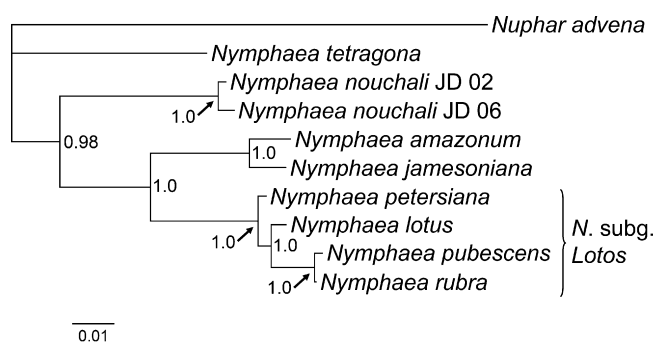 Nuphar advena
Nymphaea tetragona
Nymphaea nouchali JD 02
1.0
Nymphaea nouchali JD 06
0.98
Nymphaea amazonum
1.0
Nymphaea jamesoniana
1.0
Nymphaea petersiana
Nymphaea lotus
N. subg.
Lotos
1.0
1.0
Nymphaea pubescens
Nymphaea rubra
1.0
0.01